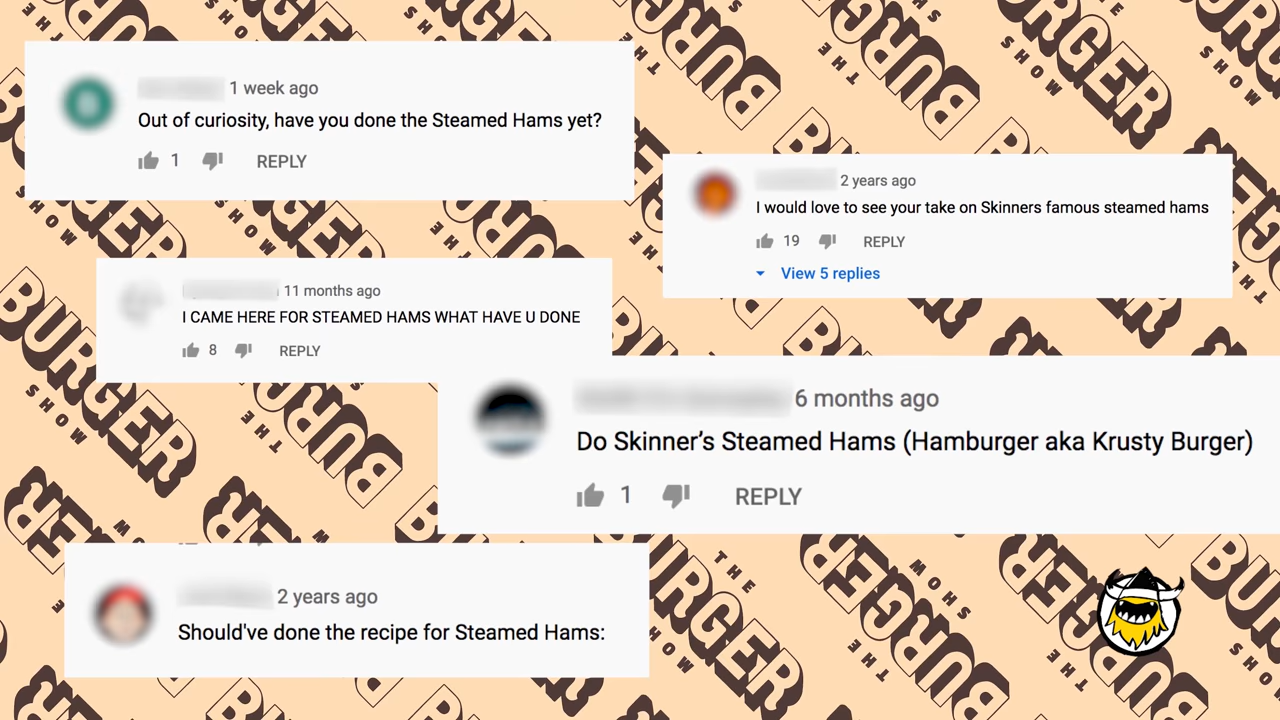 1 week ago
Out of curiosity, have you done the Steamed Hams yet?
1 REPLY
2 years ago
I would love to see your take on Skinners famous steamed hams
19 REPLY
View 5 replies
11 months ago
I CAME HERE FOR STEAMED HAMS WHAT HAVE U DONE
8 REPLY
6 months ago
Do Skinner's Steamed Hams (Hamburger aka Krusty Burger)
1 REPLY
2 years ago
Should've done the recipe for Steamed Hams:
THE BURGER SHOW